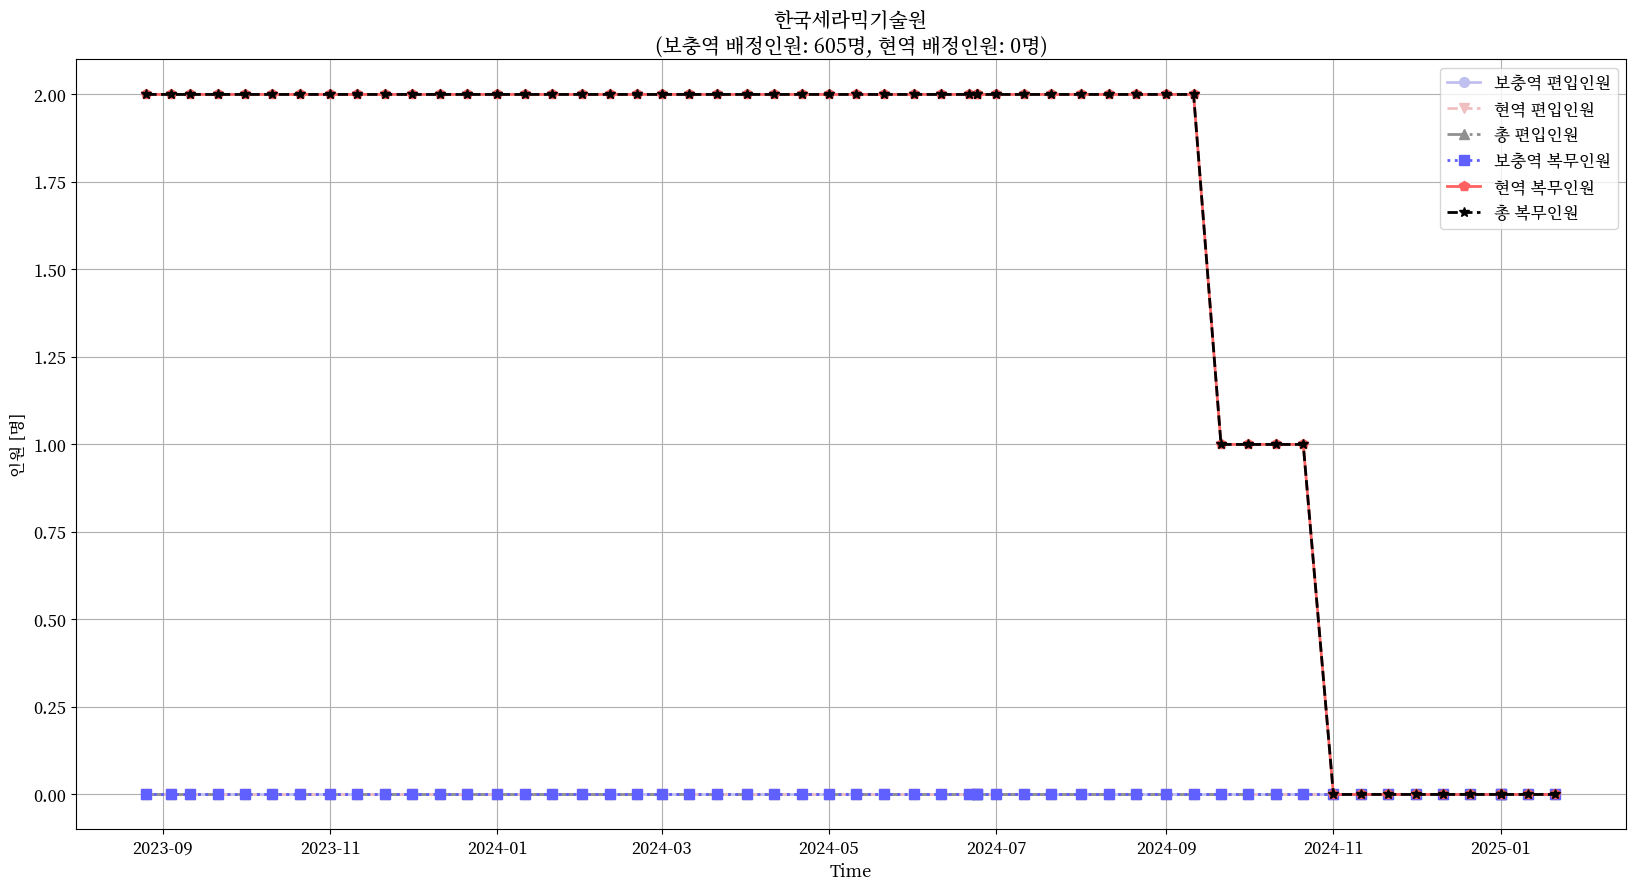 한국세라믹기술원
(보충역 배정인원: 605명, 현역 배정인원: 0명)
보충역 편입인원
현역 편입인원
총 편입인원
보충역 복무인원
현역 복무인원
총 복무인원
2.00
1.75
1.50
1.25
1.00
0.75
0.50
0.25
0.00
인원 [명]
2023-09 2023-11 2024-01 2024-03 2024-05 2024-07 2024-09 2024-11 2025-01
Time